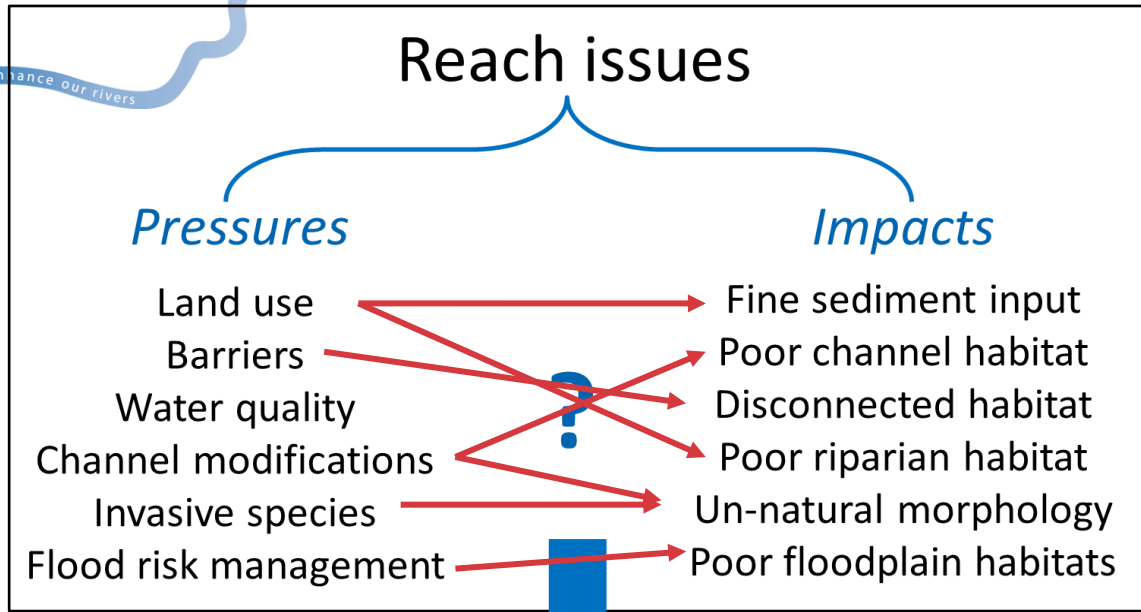 Reach issues
enhance our rivers
Pressures
Impacts
Land use
Fine sediment input
Barriers
Poor channel habitat
?
Water quality
Disconnected habitat
Channel modifications
Poor riparian habitat
Invasive species
Un-natural morphology
Flood risk management
Poor floodplain habitats